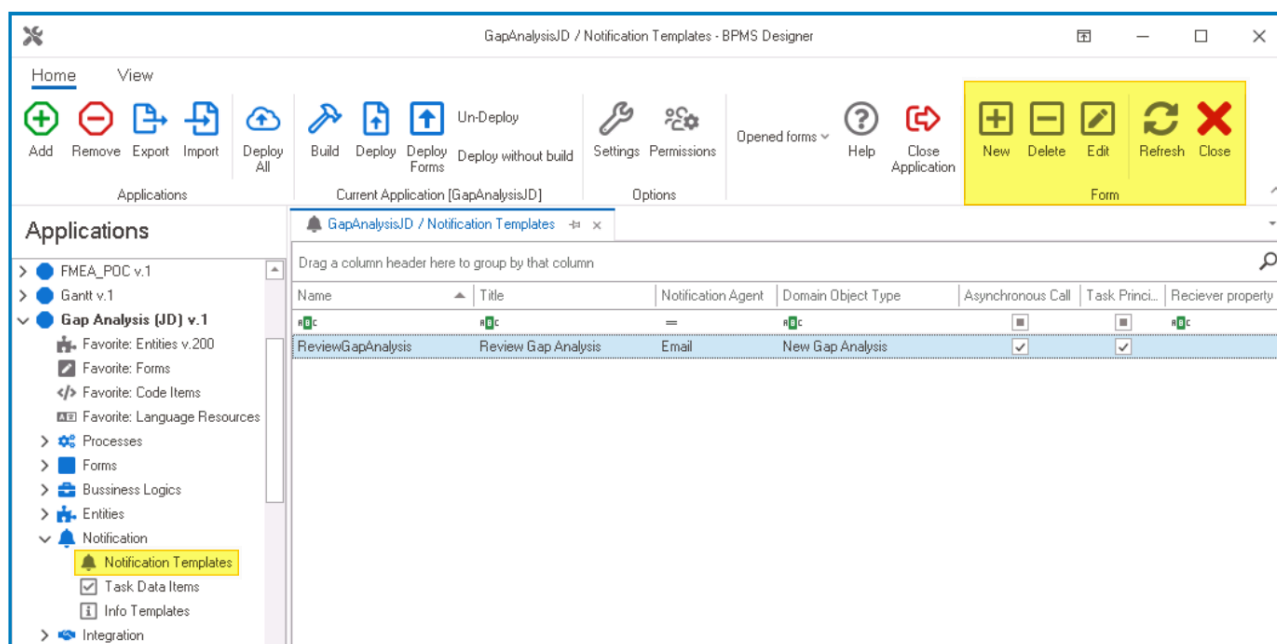 GapAnalysisJD / Notification Templates - BPMS Designer
Home View
Add Remove Export Import Deploy All
Applications
Build Deploy Deploy Forms Un-Deploy Deploy without build
Current Application [GapAnalysisJD]
Settings Permissions
Options
Opened forms
Help Close Application
New Delete Edit Refresh Close
Form
Applications
FMEA_POC v.1
Gantt v.1
Gap Analysis (JD) v.1
Favorite: Entities v.200
Favorite: Forms
Favorite: Code Items
Favorite: Language Resources
Processes
Forms
Bussiness Logics
Entities
Notification
Notification Templates
Task Data Items
Info Templates
Integration
GapAnalysisJD / Notification Templates
Drag a column header here to group by that column
Name Title Notification Agent Domain Object Type Asynchronous Call Task Princi... Reciever property
ABC ABC = ABC ABC
ReviewGapAnalysis Review Gap Analysis Email New Gap Analysis